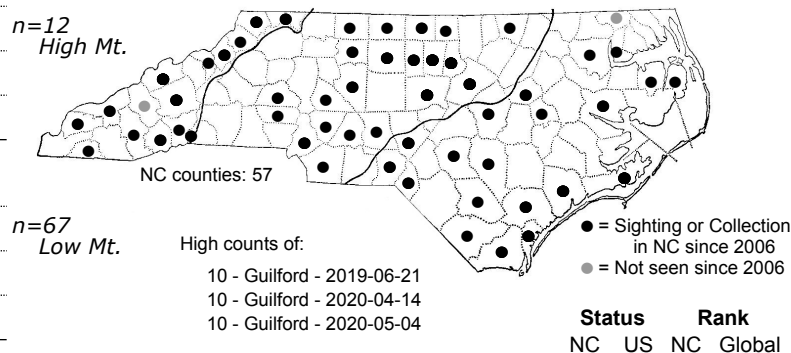 n=12
High Mt.
NC counties: 57
n=67
Low Mt.
High counts of:
10 - Guilford - 2019-06-21
10 - Guilford - 2020-04-14
10 - Guilford - 2020-05-04
= Sighting or Collection
in NC since 2006
= Not seen since 2006
Status Rank
NC US NC Global